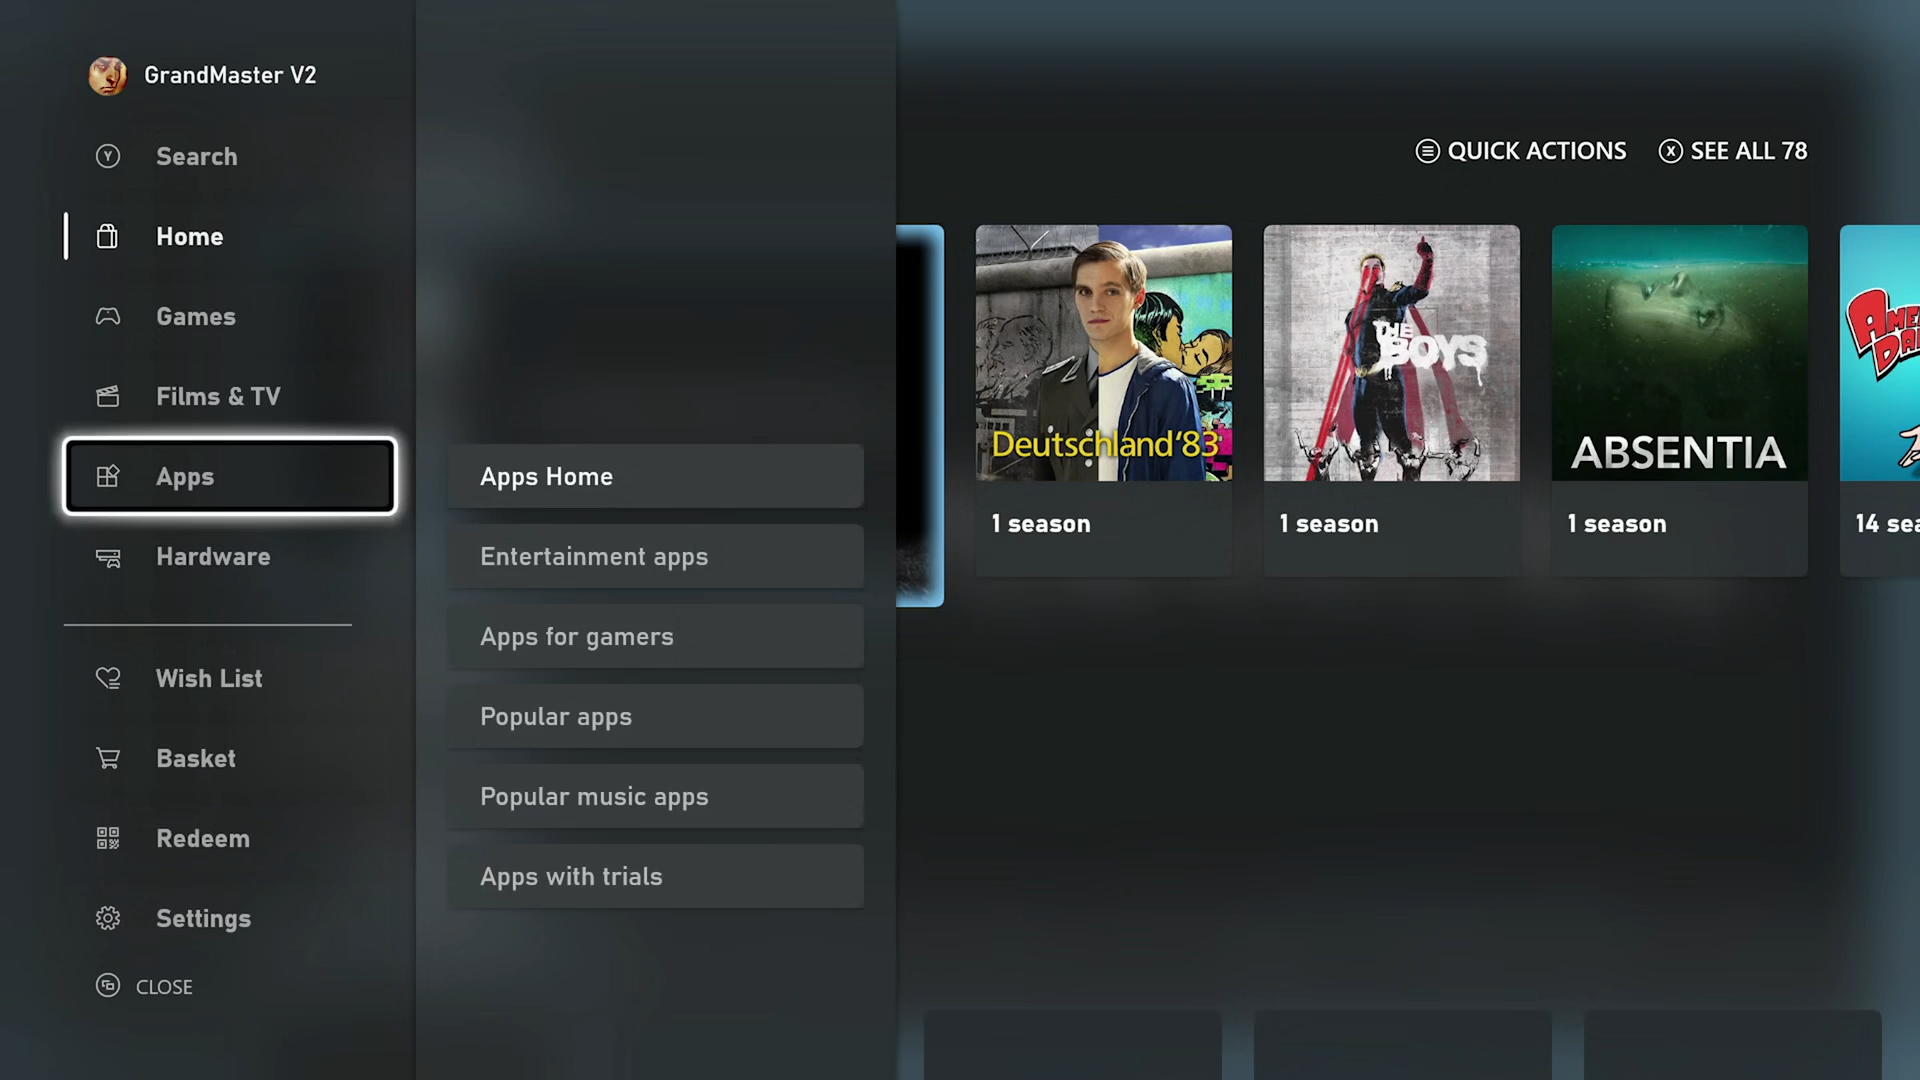 GrandMaster V2
Y Search
Home
Games
Films & TV
Apps
Hardware
Wish List
Basket
Redeem
Settings
CLOSE
Apps Home
Entertainment apps
Apps for gamers
Popular apps
Popular music apps
Apps with trials
QUICK ACTIONS
X SEE ALL 78
Deutschland'83
1 season
THE
BOYS
1 season
ABSENTIA
1 season
14 sea